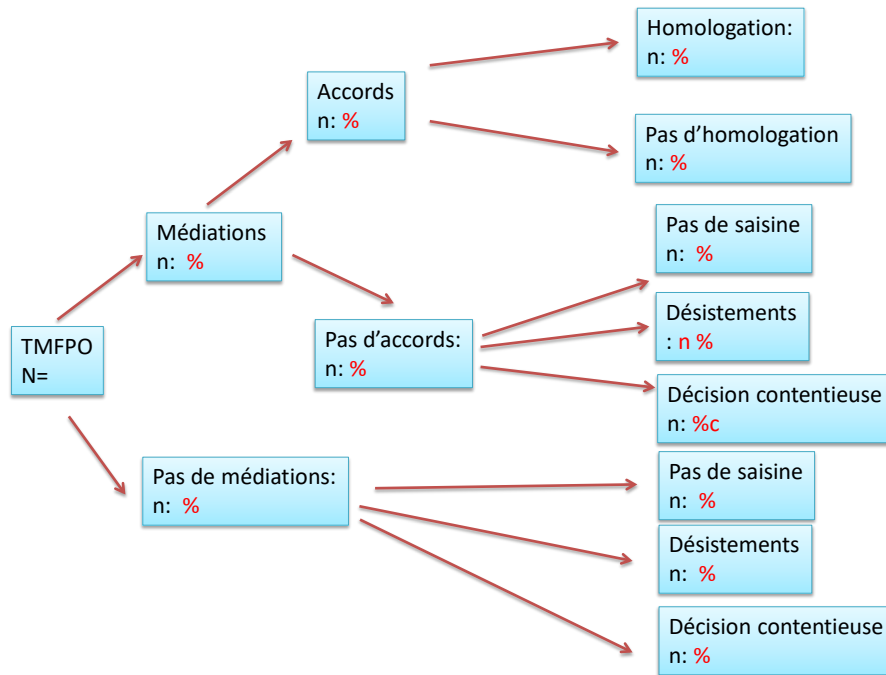 Homologation:
n: %
Accords
n: %
Pas d’homologation
n: %
Médiations
n: %
Pas de saisine
n: %
Désistements
: n %
Pas d’accords:
n: %
TMFPO
N=
Décision contentieuse
n: %c
Pas de médiations:
n: %
Pas de saisine
n: %
Désistements
n: %
Décision contentieuse
n: %